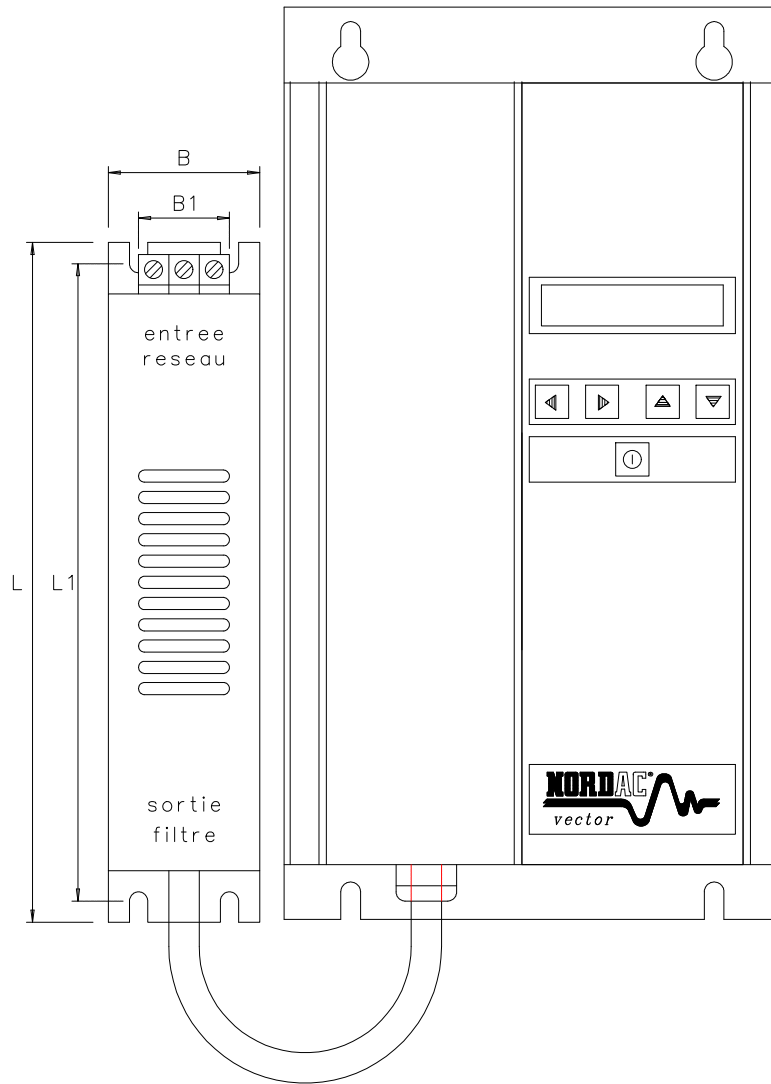 B
B1
entree
reseau
L
L1
sortie
filtre
NORDAC®
vector